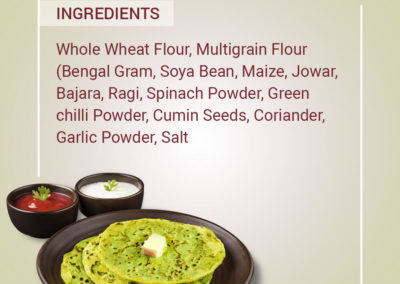 INGREDIENTS
Whole Wheat Flour, Multigrain Flour
(Bengal Gram, Soya Bean, Maize, Jowar,
Bajara, Ragi, Spinach Powder, Green
chilli Powder, Cumin Seeds, Coriander,
Garlic Powder, Salt